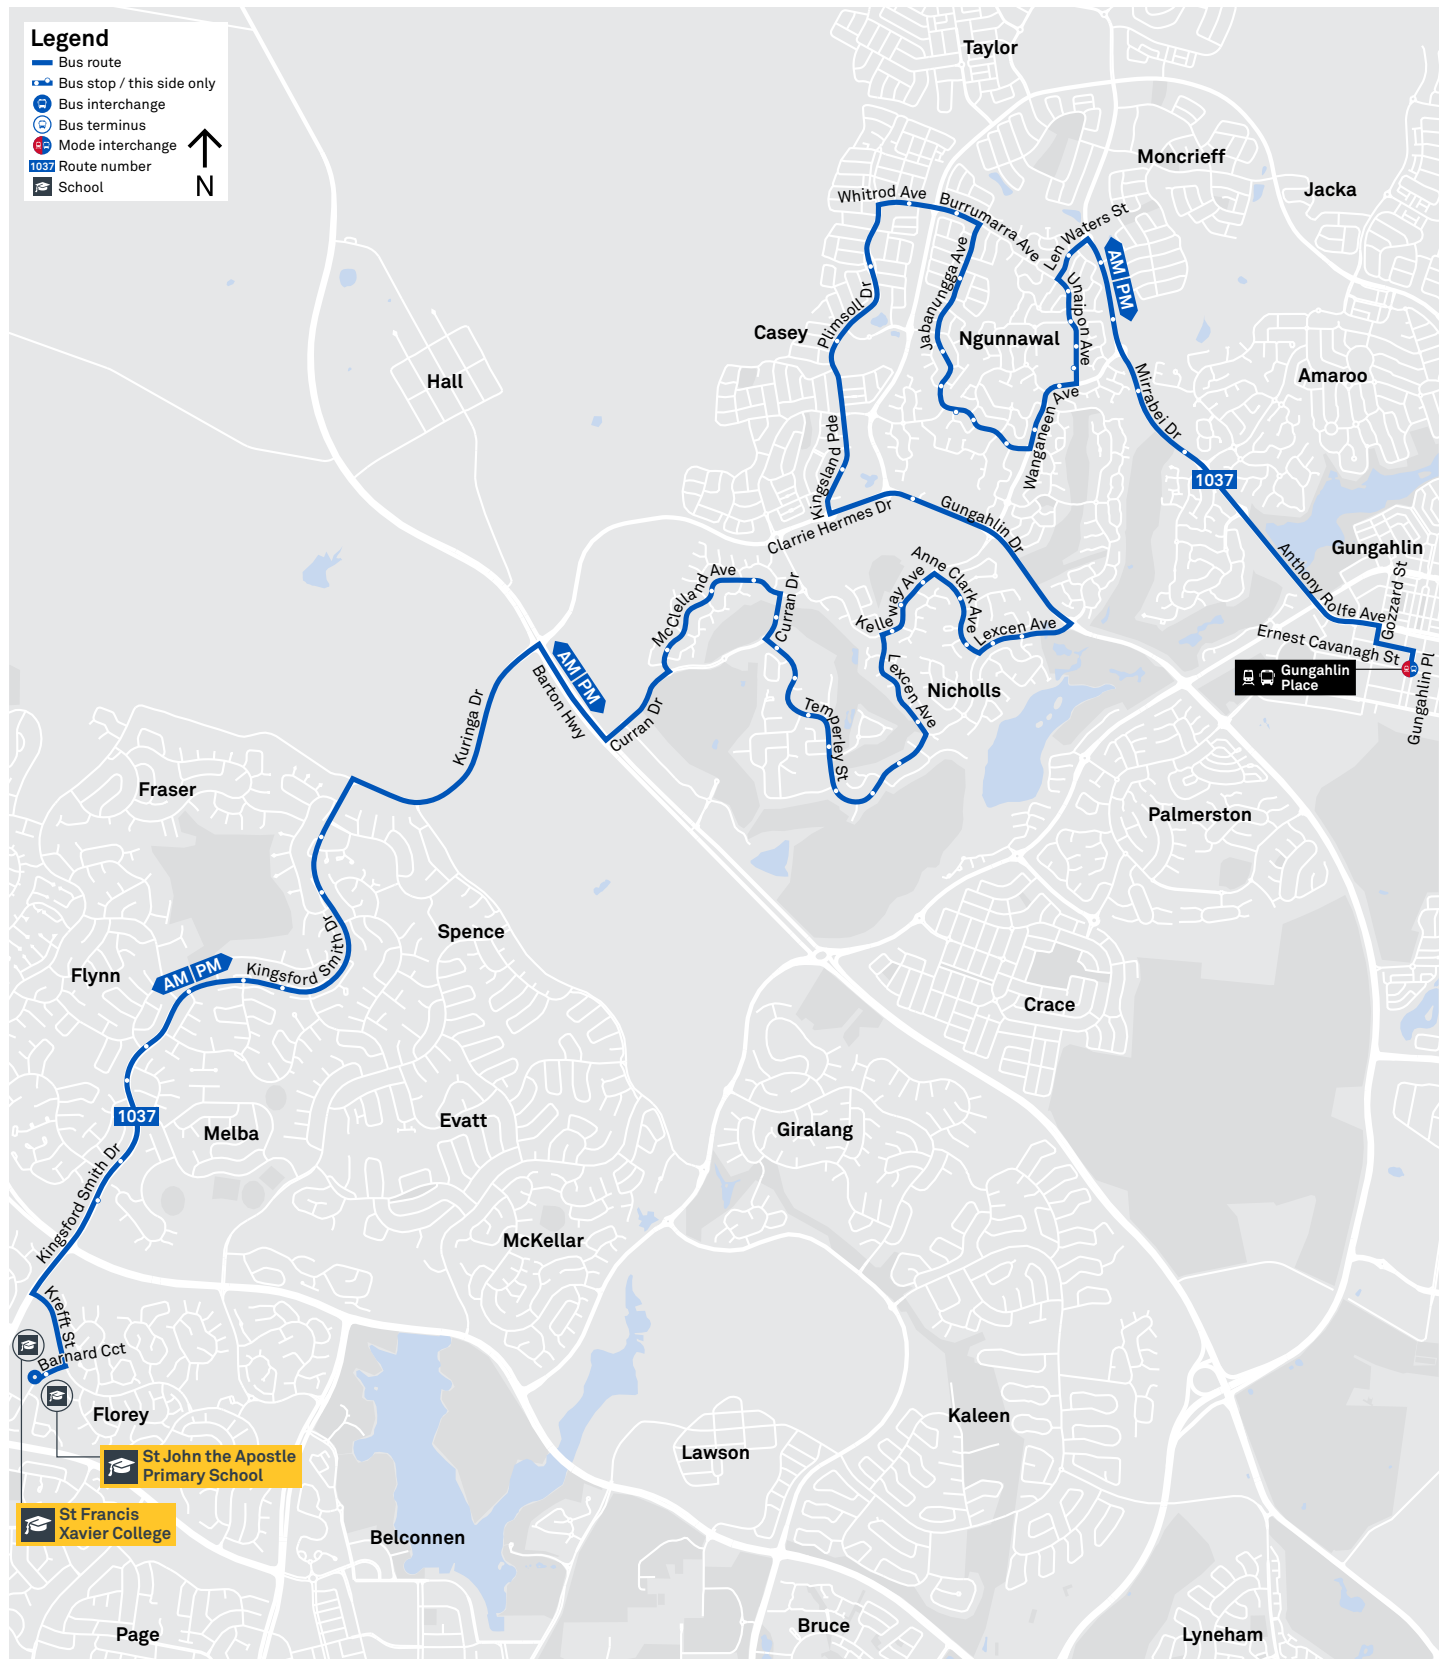 Legend
Bus route
Bus stop / this side only
Bus interchange
Bus terminus
Mode interchange
1037 Route number
School
N
Taylor
Moncrieff
Jacka
Whitrod Ave
Burrumarra Ave
Len Waters St
AM | PM
Jabanungga Ave
Unaipon Ave
Plimsoll Dr
Casey
Ngunnawal
Hall
Amaroo
Mirrabei Dr
Wanganeen Ave
Kingsland Ppe
1037
Clarrie Hermes Dr
Gungahlin Dr
Gungahlin
Anthony Rolfe Ave
Gozzard St
Ernest Cavanagh St
Gungahlin Pl
Gungahlin
Place
McClelland Ave
Curran Dr
Anne Clark Ave
Kelleway Ave
Lexcen Ave
Lexcen Ave
Nicholls
AM | PM
Barton Hwy
Curran Dr
Kuringa Dr
Temperley St
Fraser
Palmerston
Spence
Kingsford Smith Dr
AM | PM
Flynn
Crace
1037
Melba
Evatt
Giralang
Kingsford Smith Dr
McKellar
Krefft St
Barnard Cct
Florey
Kaleen
Lawson
St John the Apostle
Primary School
St Francis
Xavier College
Belconnen
Page
Bruce
Lyneham